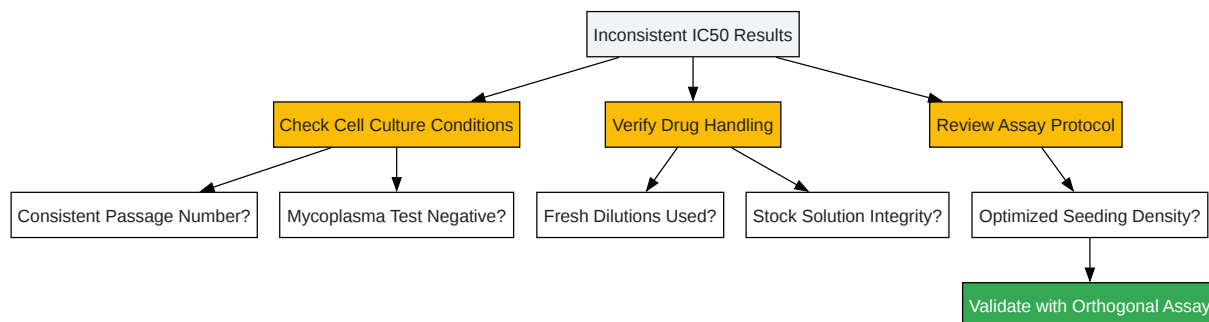 Inconsistent IC50 Results
Check Cell Culture Conditions
Verify Drug Handling
Review Assay Protocol
Consistent Passage Number?
Mycoplasma Test Negative?
Fresh Dilutions Used?
Stock Solution Integrity?
Optimized Seeding Density?
Validate with Orthogonal Assay